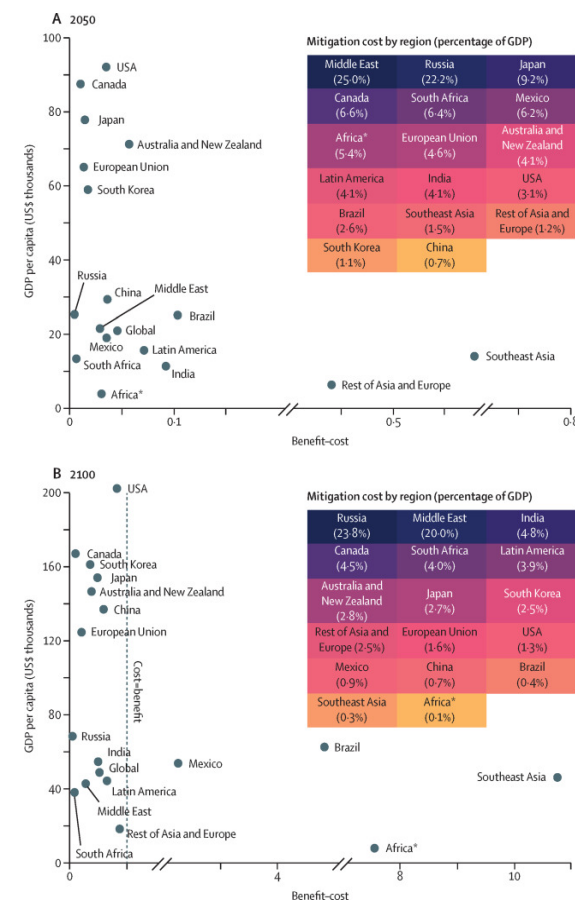 A 2050
100
80
60
40
20
0
GDP per capita (US$ thousands)
USA
Canada
Japan
Australia and New Zealand
European Union
South Korea
Russia
China
Middle East
Brazil
Global
Mexico
Latin America
South Africa
India
Africa*
Southeast Asia
Rest of Asia and Europe
0
0·1
0·5
0·8
Benefit–cost
Mitigation cost by region (percentage of GDP)
Middle East
(25·0%)
Russia
(22·2%)
Japan
(9·2%)
Canada
(6·6%)
South Africa
(6·4%)
Mexico
(6·2%)
Africa*
(5·4%)
European Union
(4·6%)
Australia and
New Zealand
(4·1%)
Latin America
(4·1%)
India
(4·1%)
USA
(3·1%)
Brazil
(2·6%)
Southeast Asia
(1·5%)
Rest of Asia and
Europe (1·2%)
South Korea
(1·1%)
China
(0·7%)
B 2100
200
160
120
80
40
0
GDP per capita (US$ thousands)
USA
Canada
South Korea
Japan
Australia and New Zealand
China
European Union
Cost=benefit
Russia
India
Global
Mexico
Latin America
Middle East
Rest of Asia and Europe
South Africa
Brazil
Southeast Asia
Africa*
0
4
8
10
Benefit–cost
Mitigation cost by region (percentage of GDP)
Russia
(23·8%)
Middle East
(20·0%)
India
(4·8%)
Canada
(4·5%)
South Africa
(4·0%)
Latin America
(3·9%)
Australia and
New Zealand
(2·8%)
Japan
(2·7%)
South Korea
(2·5%)
Rest of Asia and
Europe (2·5%)
European Union
(1·6%)
USA
(1·3%)
Mexico
(0·9%)
China
(0·7%)
Brazil
(0·4%)
Southeast Asia
(0·3%)
Africa*
(0·1%)